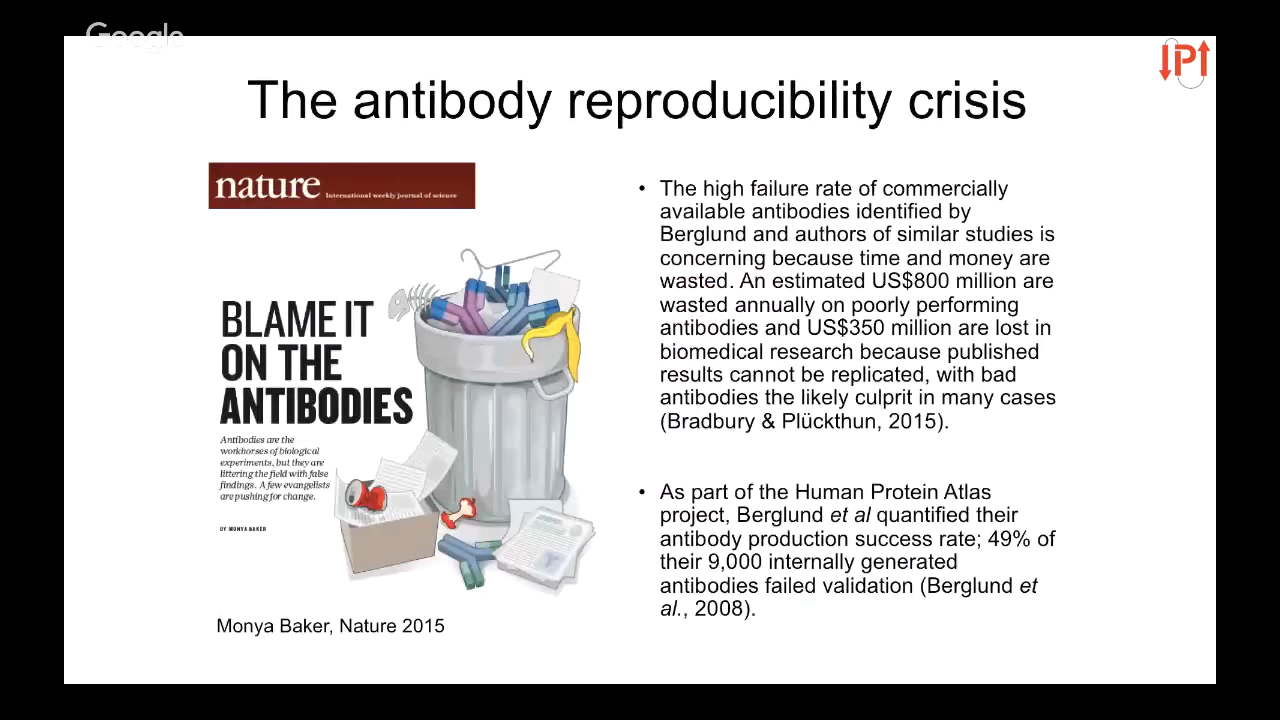 Google
IPI
The antibody reproducibility crisis
nature International weekly journal of science
BLAME IT
ON THE
ANTIBODIES
Antibodies are the
workhorses of biological
experiments, but they are
littering the field with false
findings. A few evangelists
are pushing for change.
BY MONYA BAKER
Monya Baker, Nature 2015
• The high failure rate of commercially
available antibodies identified by
Berglund and authors of similar studies is
concerning because time and money are
wasted. An estimated US$800 million are
wasted annually on poorly performing
antibodies and US$350 million are lost in
biomedical research because published
results cannot be replicated, with bad
antibodies the likely culprit in many cases
(Bradbury & Plückthun, 2015).
• As part of the Human Protein Atlas
project, Berglund et al quantified their
antibody production success rate; 49% of
their 9,000 internally generated
antibodies failed validation (Berglund et
al., 2008).